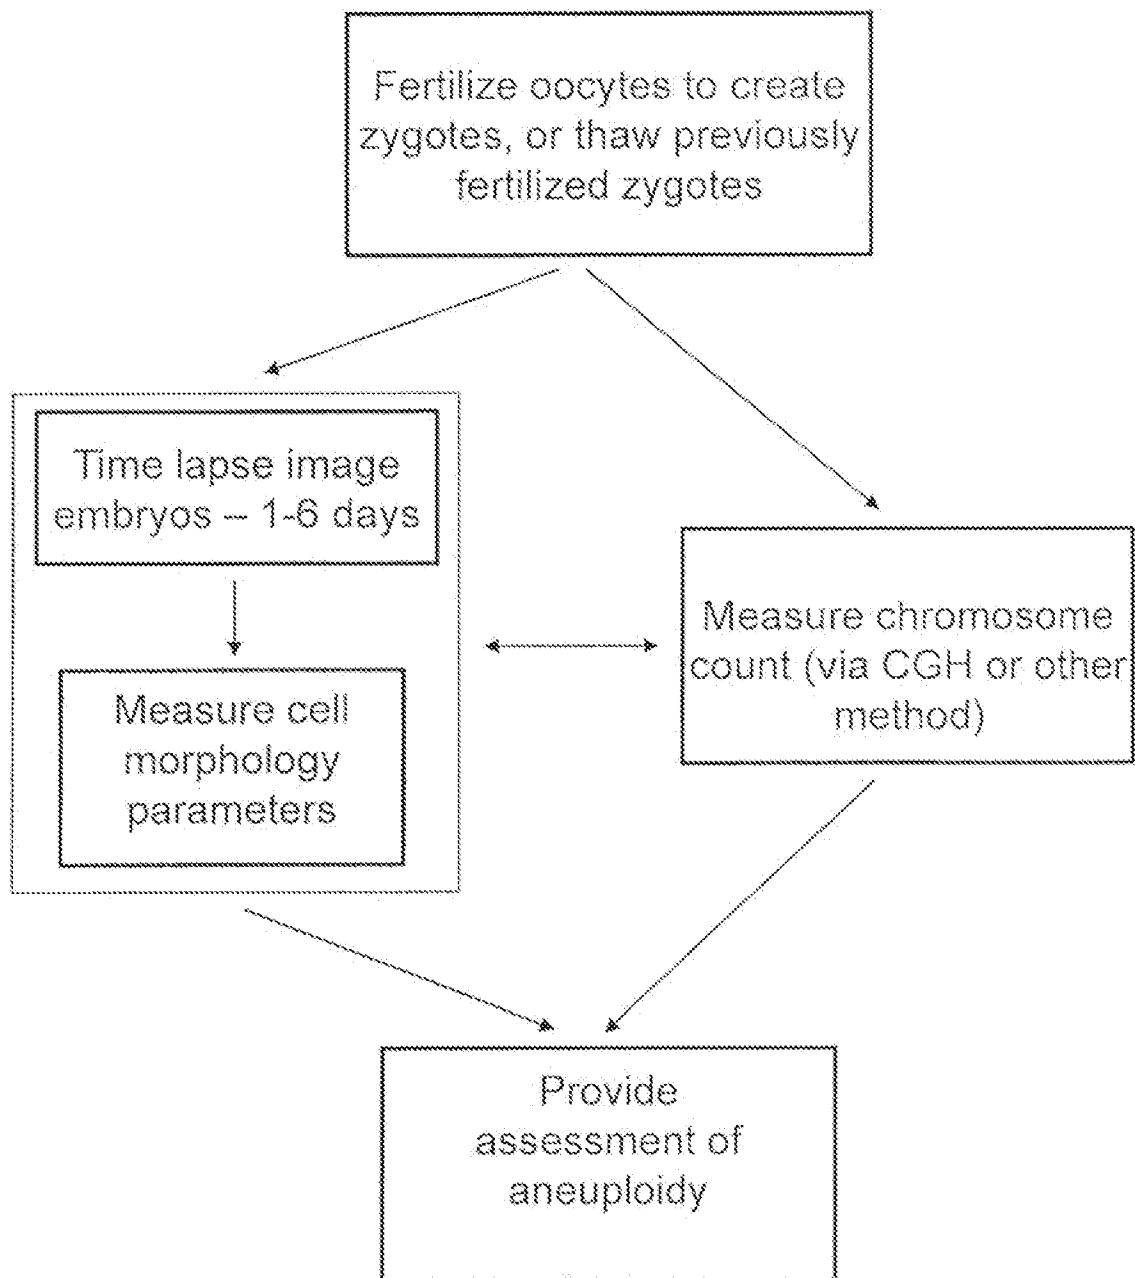 Fertilize oocytes to create
zygotes, or thaw previously
fertilized zygotes
Time lapse image
embryos – 1-6 days
Measure cell
morphology
parameters
Measure chromosome
count (via CGH or other
method)
Provide
assessment of
aneuploidy